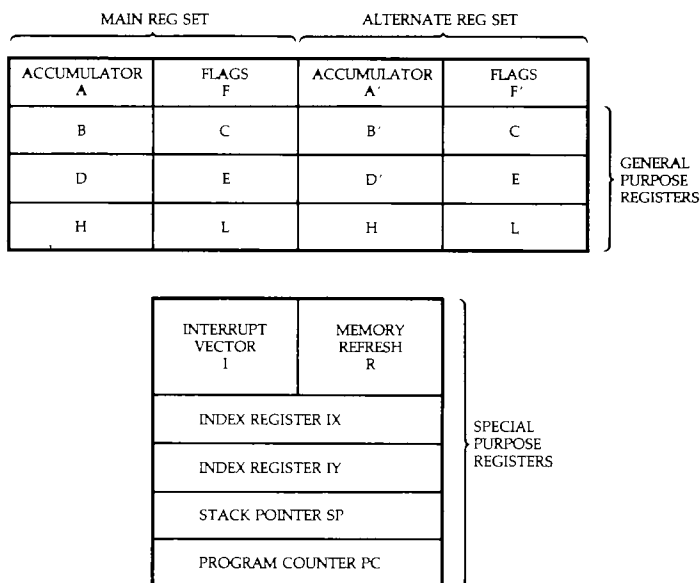 MAIN REG SET
ALTERNATE REG SET
ACCUMULATOR
A
FLAGS
F
ACCUMULATOR
A′
FLAGS
F′
B
C
B′
C
D
E
D′
E
H
L
H
L
GENERAL
PURPOSE
REGISTERS
INTERRUPT
VECTOR
I
MEMORY
REFRESH
R
INDEX REGISTER IX
INDEX REGISTER IY
STACK POINTER SP
PROGRAM COUNTER PC
SPECIAL
PURPOSE
REGISTERS